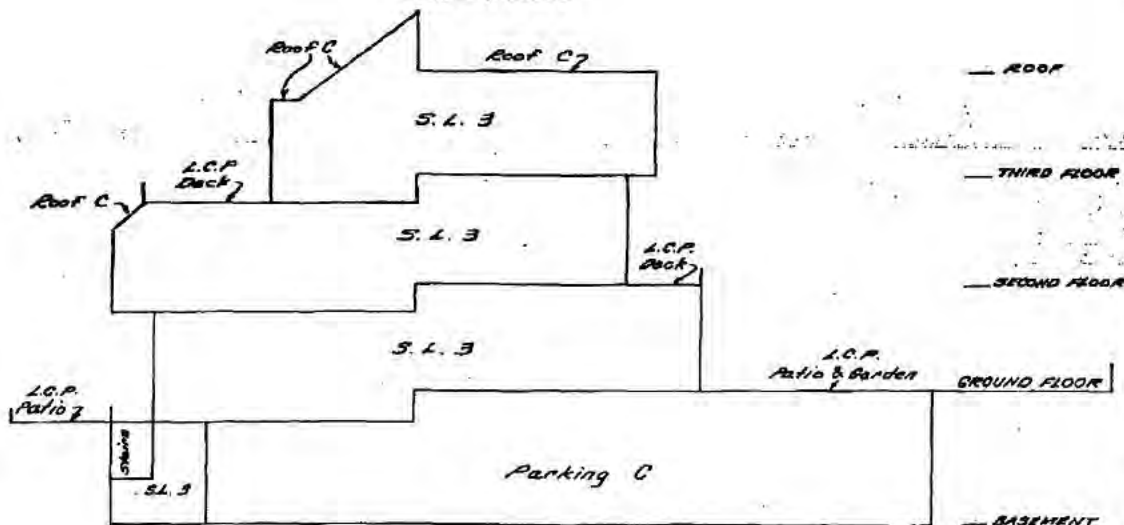 Roof C
Roof C
ROOF
S.L. 3
L.C.P.
Deck
THIRD FLOOR
Roof C
S.L. 3
L.C.P.
Deck
SECOND FLOOR
S.L. 3
L.C.P.
Patio & Garden
GROUND FLOOR
L.C.P.
Patio
Stairs
S.L. 3
Parking C
BASEMENT